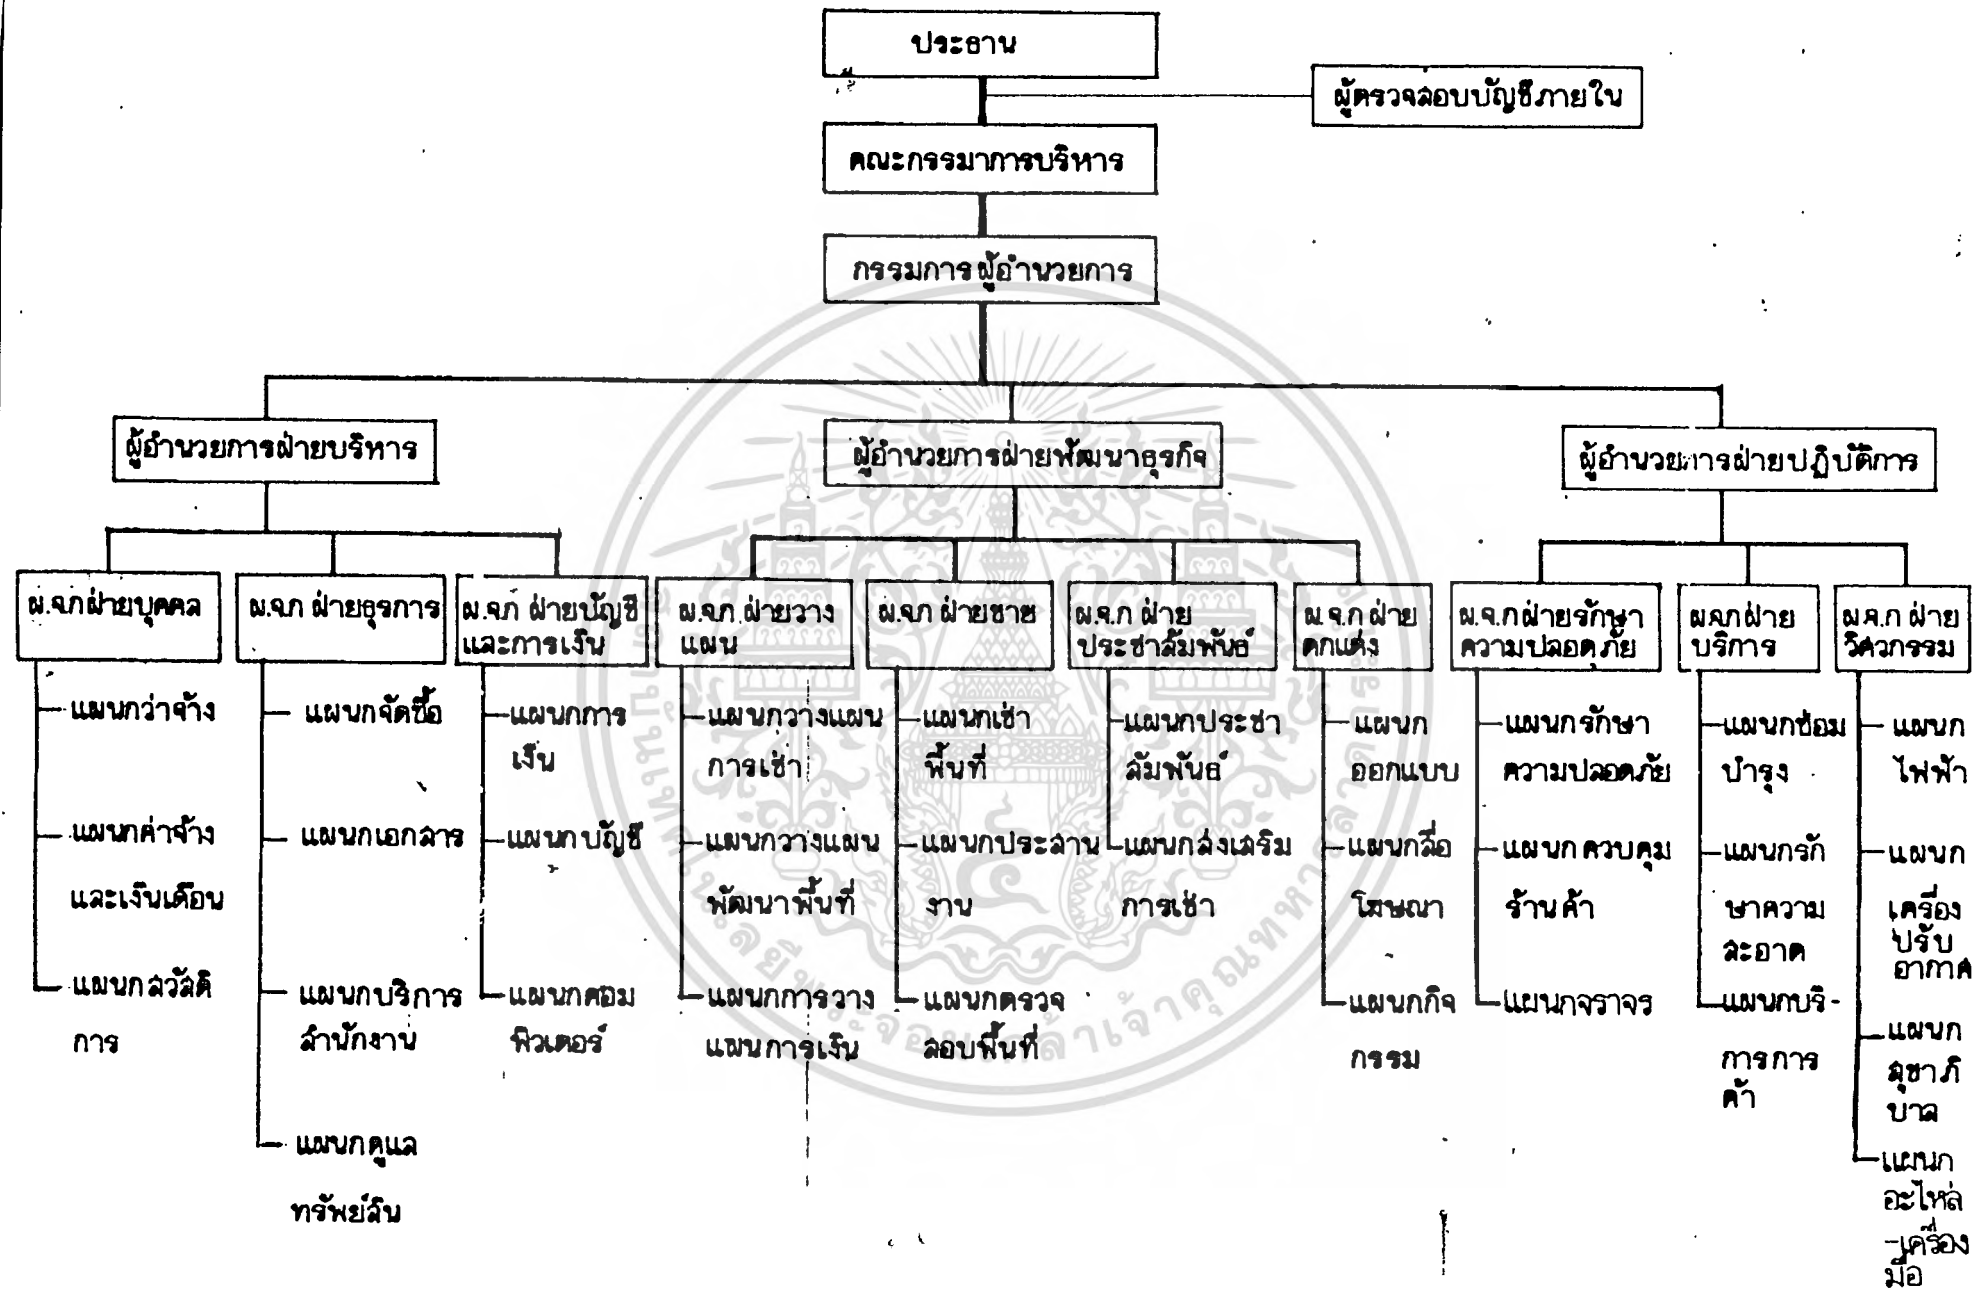 ประธาน
ผู้ตรวจสอบบัญชีภายใน
คณะกรรมาการบริหาร
กรรมการผู้อำนวยการ
ผู้อำนวยการฝ่ายบริหาร
ผู้อำนวยการฝ่ายพัฒนาธุรกิจ
ผู้อำนวยการฝ่ายปฏิบัติการ
ผ.จก ฝ่ายบุคคล
แผนกว่าจ้าง
แผนกค่าจ้าง
และเงินเดือน
แผนกสวัสดิ
การ
ผ.จก ฝ่ายธุรการ
แผนกจัดซื้อ
แผนกเอกสาร
แผนกบริการ
สำนักงาน
แผนกดูแล
ทรัพย์สิน
ผ.จก ฝ่ายบัญชี
และการเงิน
แผนกการ
เงิน
แผนกบัญชี
แผนกคอม
พิวเตอร์
ผ.จก. ฝ่ายวาง
แผน
แผนกวางแผน
การเช่า
แผนกวางแผน
พัฒนาพื้นที่
แผนกการวาง
แผนการเงิน
ผ.จก ฝ่ายขาย
แผนกเช่า
พื้นที่
แผนกประสาน
งาน
แผนกตรวจ
สอบพื้นที่
ผ.จ.ก ฝ่าย
ประชาสัมพันธ์
แผนกประชา
สัมพันธ์
แผนกส่งเสริม
การเช่า
ผ.จ.ก ฝ่าย
ตกแต่ง
แผนก
ออกแบบ
แผนกสื่อ
โฆษณา
แผนกกิจ
กรรม
ผ.จ.ก ฝ่ายรักษา
ความปลอดภัย
แผนกรักษา
ความปลอดภัย
แผนกควบคุม
ร้านค้า
แผนกจราจร
ผ.จก ฝ่าย
บริการ
แผนกซ่อม
บำรุง
แผนกรัก
ษาความ
สะอาด
แผนกบริ-
การการ
ค้า
ผ.จ.ก ฝ่าย
วิศวกรรม
แผนก
ไฟฟ้า
แผนก
เครื่อง
ปรับ
อากาศ
แผนก
สุขาภิ
บาล
แผนก
อะไหล่
-เครื่อง
มือ